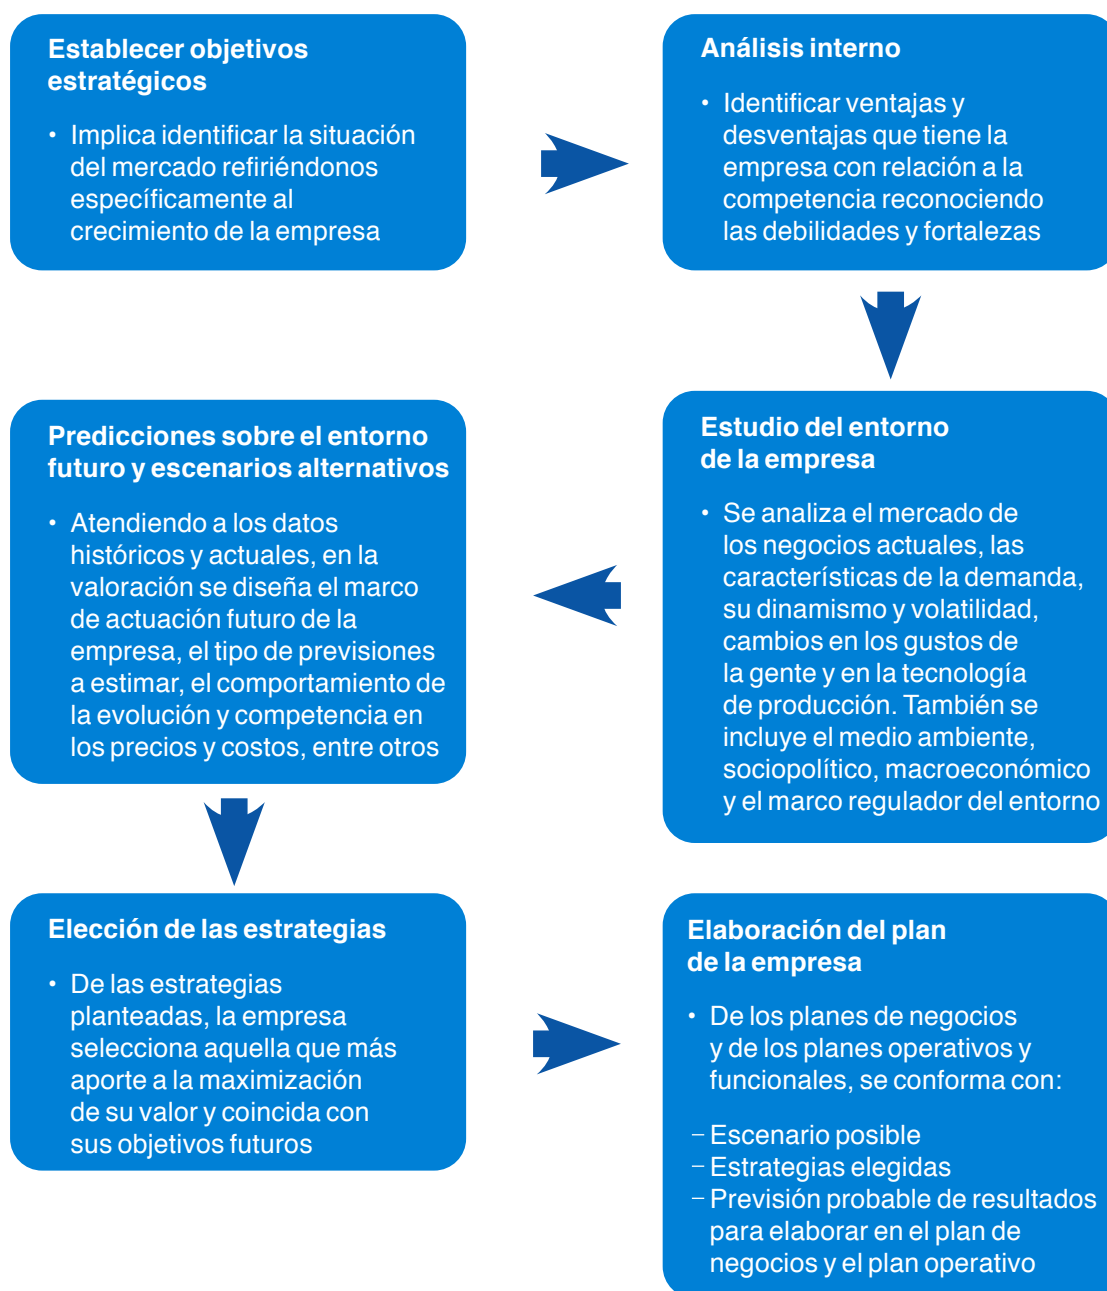 Establecer objetivos
estratégicos
• Implica identificar la situación
del mercado refiriéndonos
específicamente al
crecimiento de la empresa
Análisis interno
• Identificar ventajas y
desventajas que tiene la
empresa con relación a la
competencia reconociendo
las debilidades y fortalezas
Estudio del entorno
de la empresa
• Se analiza el mercado de
los negocios actuales, las
características de la demanda,
su dinamismo y volatilidad,
cambios en los gustos de
la gente y en la tecnología
de producción. También se
incluye el medio ambiente,
sociopolítico, macroeconómico
y el marco regulador del entorno
Predicciones sobre el entorno
futuro y escenarios alternativos
• Atendiendo a los datos
históricos y actuales, en la
valoración se diseña el marco
de actuación futuro de la
empresa, el tipo de previsiones
a estimar, el comportamiento de
la evolución y competencia en
los precios y costos, entre otros
Elección de las estrategias
• De las estrategias
planteadas, la empresa
selecciona aquella que más
aporte a la maximización
de su valor y coincida con
sus objetivos futuros
Elaboración del plan
de la empresa
• De los planes de negocios
y de los planes operativos y
funcionales, se conforma con:
– Escenario posible
– Estrategias elegidas
– Previsión probable de resultados
para elaborar en el plan de
negocios y el plan operativo